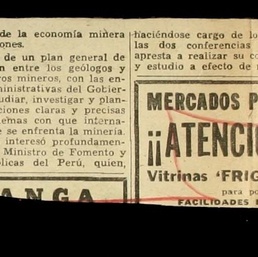 de la economía minera
ones.
de un plan general de
n entre los geólogos y
ros mineros, con las en-
ministrativas del Gobier-
udiar, investigar y plan-
ciones claras y precisas
emas con que interna-
e se enfrenta la minería.
interesó profundamen-
Ministro de Fomento y
licas del Perú, quien,
ANGA
haciéndose cargo de lo
las dos conferencias
apresta a realizar su co
y estudio a efecto de r
MERCADOS P
¡¡ATENCIO
Vitrinas 'FRIG
para po
FACILIDADES